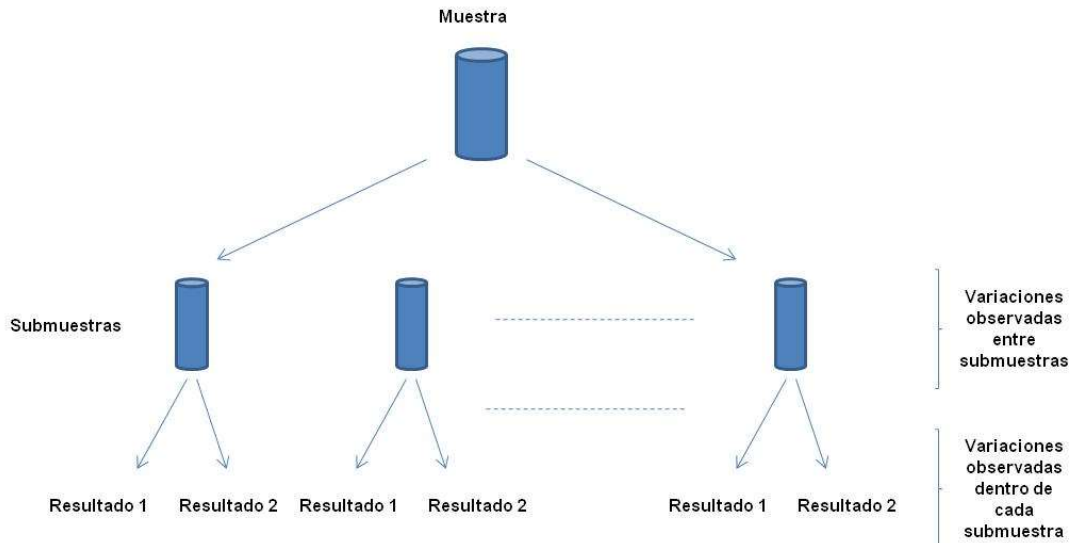 Muestra
Submuestras
Variaciones
observadas
entre
submuestras
Resultado 1 Resultado 2 Resultado 1 Resultado 2 Resultado 1 Resultado 2
Variaciones
observadas
dentro de
cada
submuestra